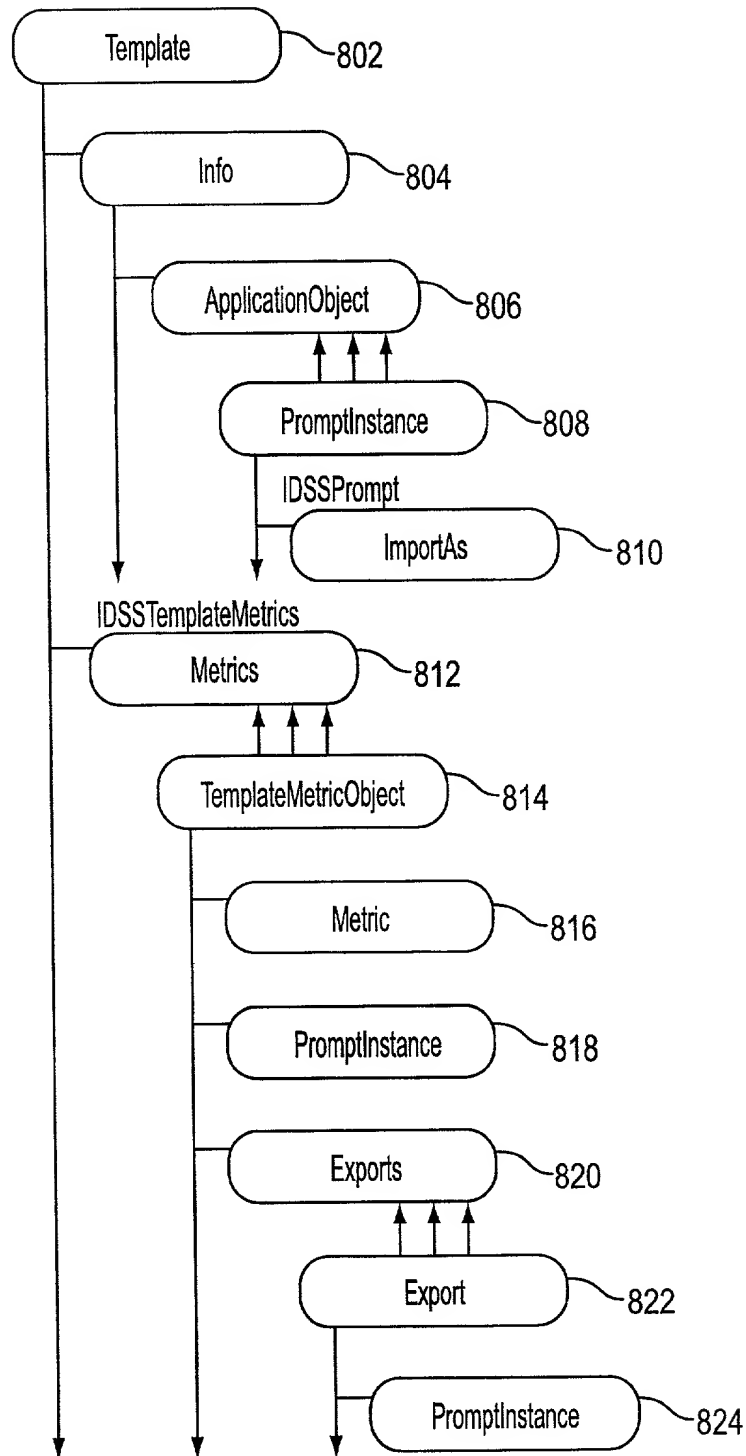 Template 802
Info 804
ApplicationObject 806
PromptInstance 808
IDSSPrompt
ImportAs 810
IDSSTemplateMetrics
Metrics 812
TemplateMetricObject 814
Metric 816
PromptInstance 818
Exports 820
Export 822
PromptInstance 824